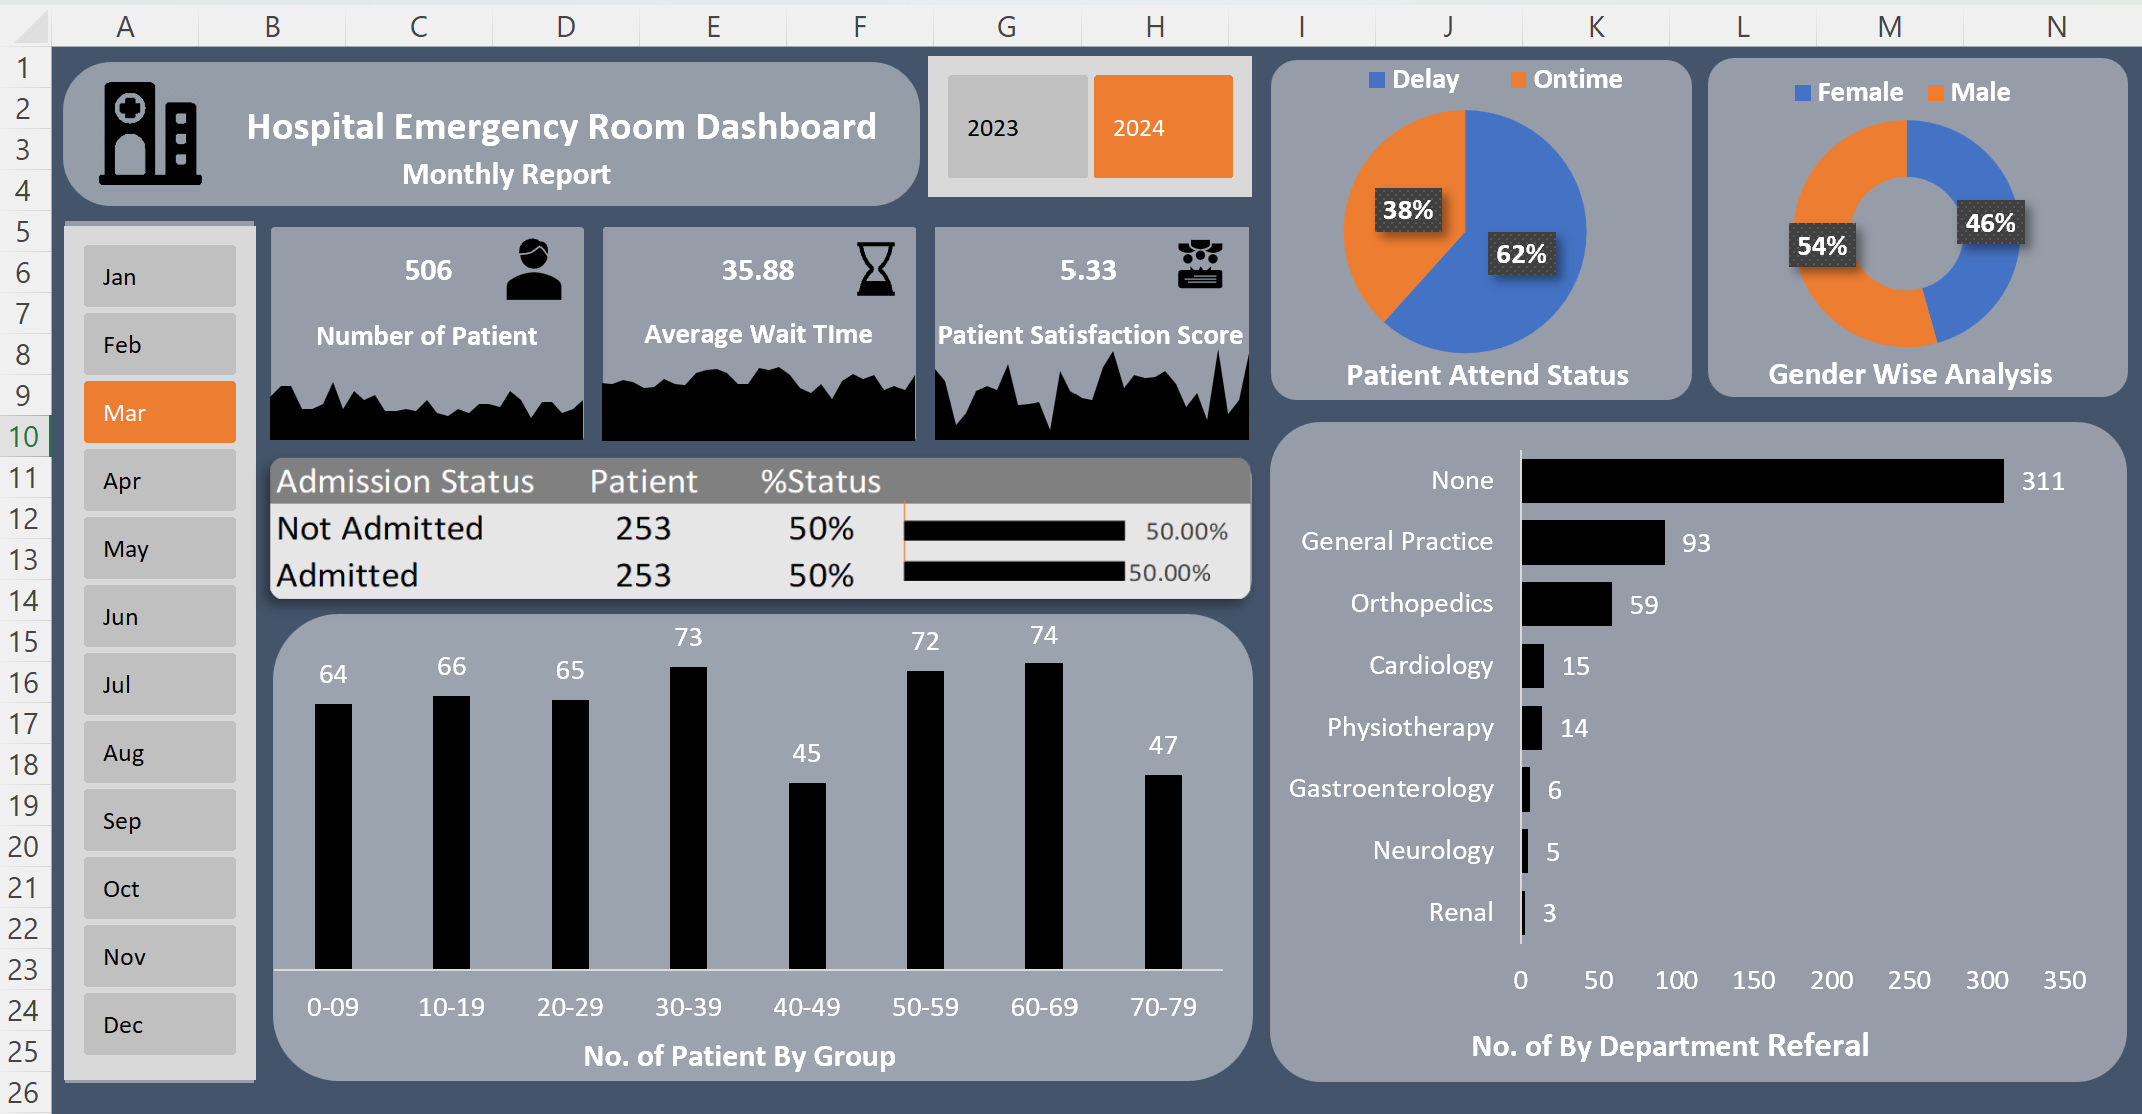 A B C D E F G H I J K L M N
1
2
3
4
5
6
7
8
9
10
11
12
13
14
15
16
17
18
19
20
21
22
23
24
25
26
Hospital Emergency Room Dashboard
Monthly Report
2023 2024
Jan
Feb
Mar
Apr
May
Jun
Jul
Aug
Sep
Oct
Nov
Dec
506
Number of Patient
35.88
Average Wait TIme
5.33
Patient Satisfaction Score
Delay Ontime
38%
62%
Patient Attend Status
Female Male
46%
54%
Gender Wise Analysis
Admission Status Patient %Status
Not Admitted 253 50% 50.00%
Admitted 253 50% 50.00%
64 66 65 73 45 72 74 47
0-09 10-19 20-29 30-39 40-49 50-59 60-69 70-79
No. of Patient By Group
None 311
General Practice 93
Orthopedics 59
Cardiology 15
Physiotherapy 14
Gastroenterology 6
Neurology 5
Renal 3
0 50 100 150 200 250 300 350
No. of By Department Referal